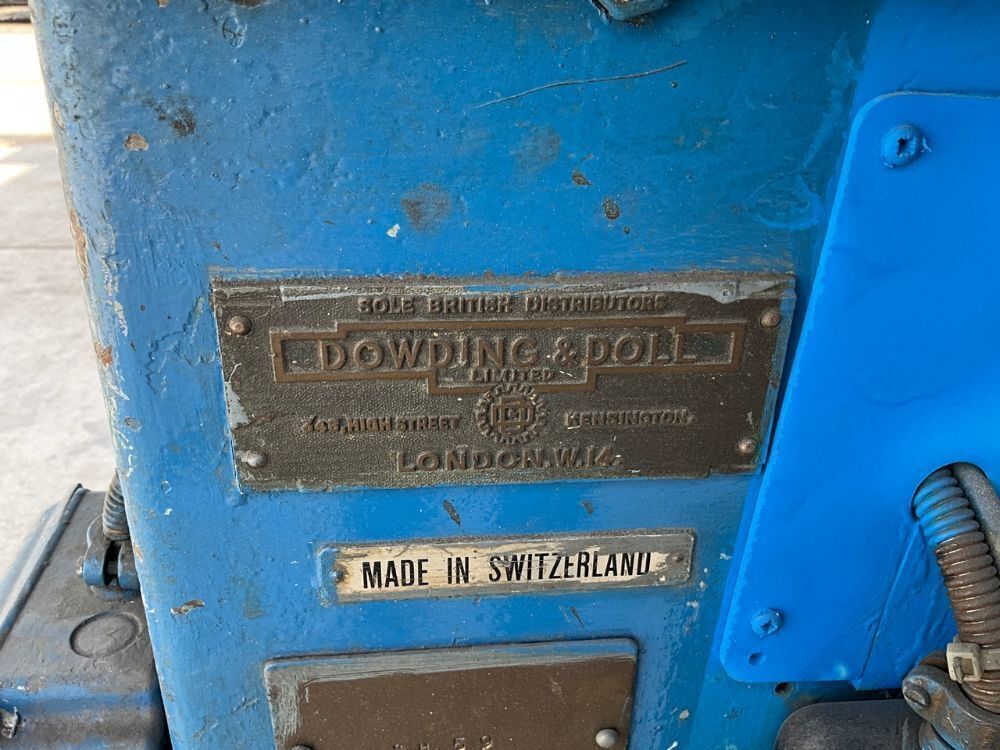 SOLE BRITISH DISTRIBUTORS
DOWDING & DOLL
LIMITED
HIGH STREET KENSINGTON,
LONDON. W.14.
MADE IN SWITZERLAND